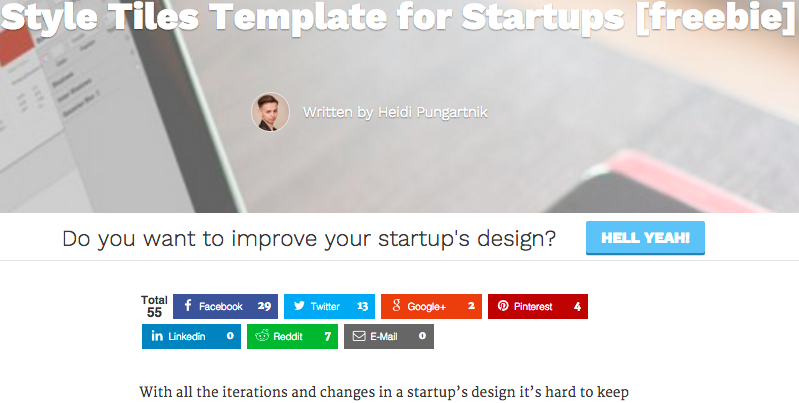 Style Tiles Template for Startups [freebie]
Written by Heidi Pungartnik
Do you want to improve your startup's design?
HELL YEAH!
Total
55
Facebook 29
Twitter 13
Google+ 2
Pinterest 4
Linkedin 0
Reddit 7
E-Mail 0
With all the iterations and changes in a startup’s design it’s hard to keep